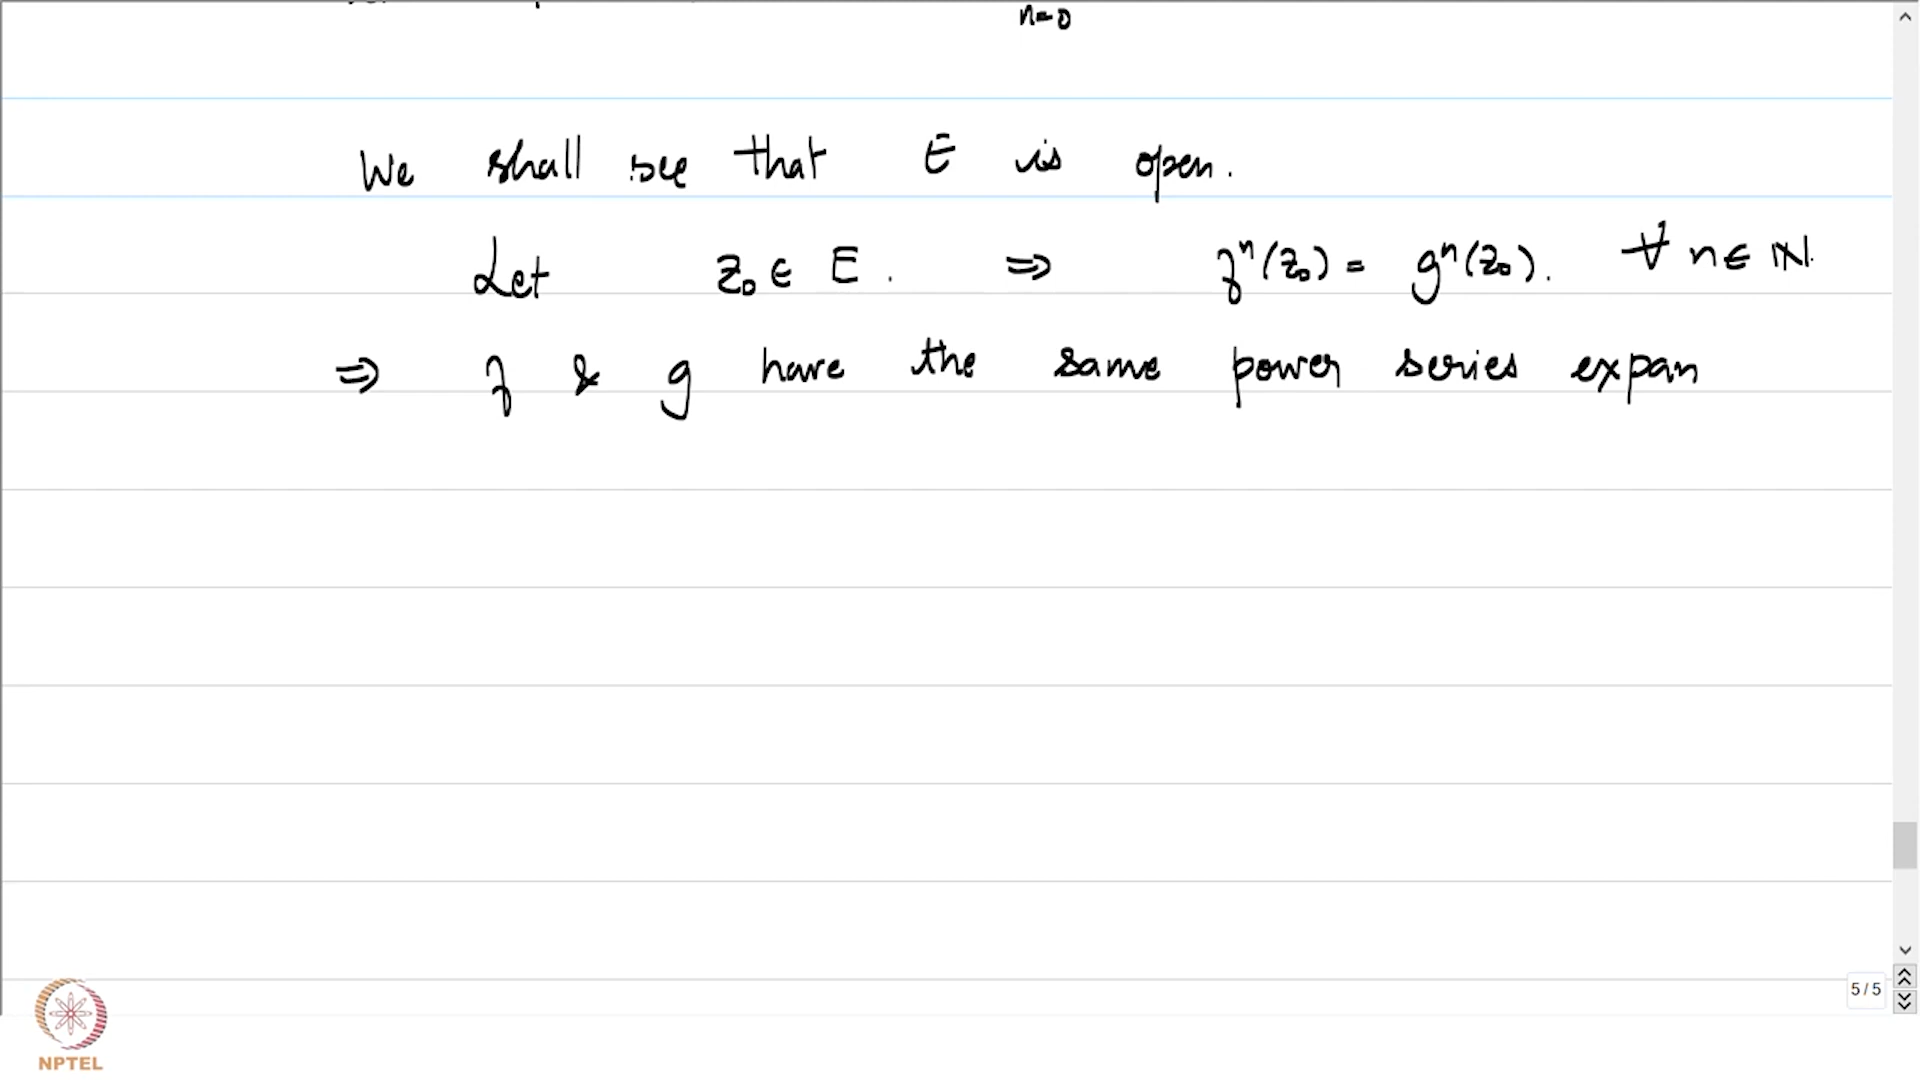 n=0
We shall see that E is open.
Let z₀ ∈ E. ⇒ fⁿ(z₀) = gⁿ(z₀). ∀ n ∈ ℕ.
⇒ f & g have the same power series expan
5 / 5
NPTEL